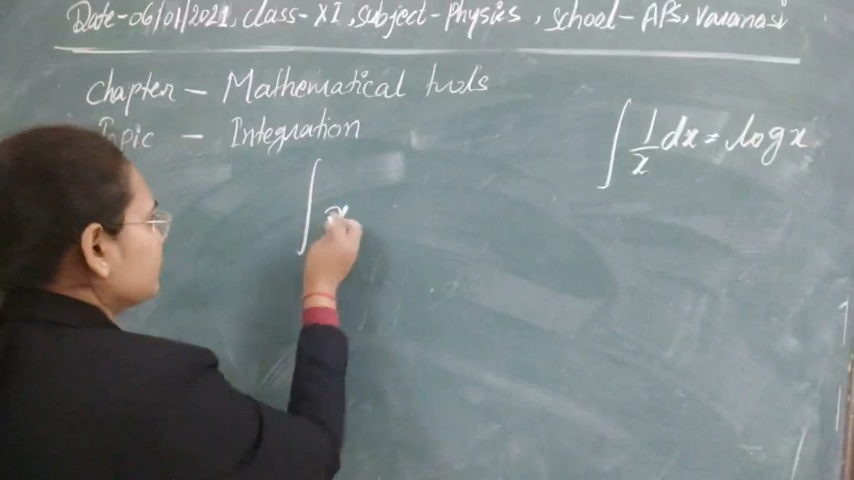 Date-06/01/2021, class-XI, Subject-Physics, School-APS, Varanasi
Chapter - Mathematical tools
Topic - Integration
∫ 1/x dx = log x
∫ x